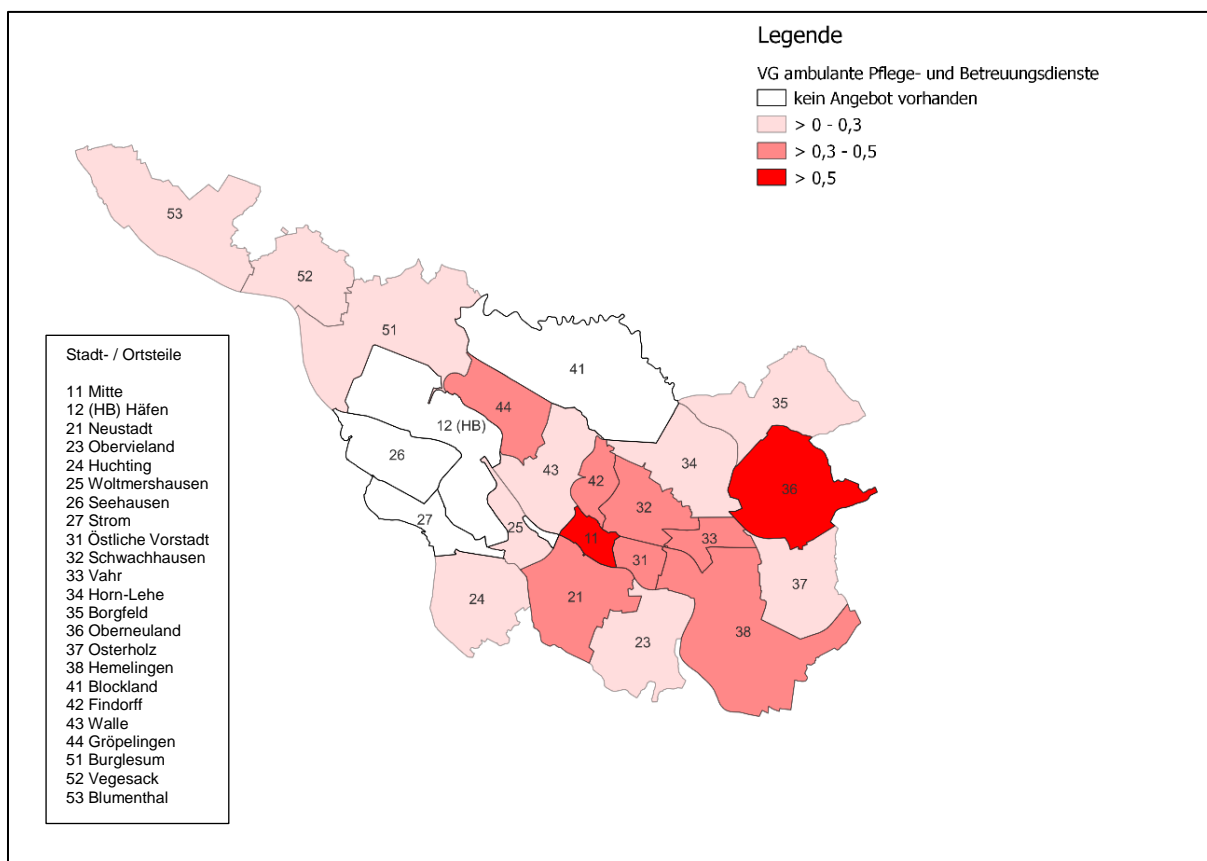 Legende
VG ambulante Pflege- und Betreuungsdienste
kein Angebot vorhanden
> 0 - 0,3
> 0,3 - 0,5
> 0,5
53
52
51
41
44
35
12 (HB)
26
43
34
42
36
32
27
25
11
33
31
37
24
21
23
38
Stadt- / Ortsteile
11 Mitte
12 (HB) Häfen
21 Neustadt
23 Obervieland
24 Huchting
25 Woltmershausen
26 Seehausen
27 Strom
31 Östliche Vorstadt
32 Schwachhausen
33 Vahr
34 Horn-Lehe
35 Borgfeld
36 Oberneuland
37 Osterholz
38 Hemelingen
41 Blockland
42 Findorff
43 Walle
44 Gröpelingen
51 Burglesum
52 Vegesack
53 Blumenthal